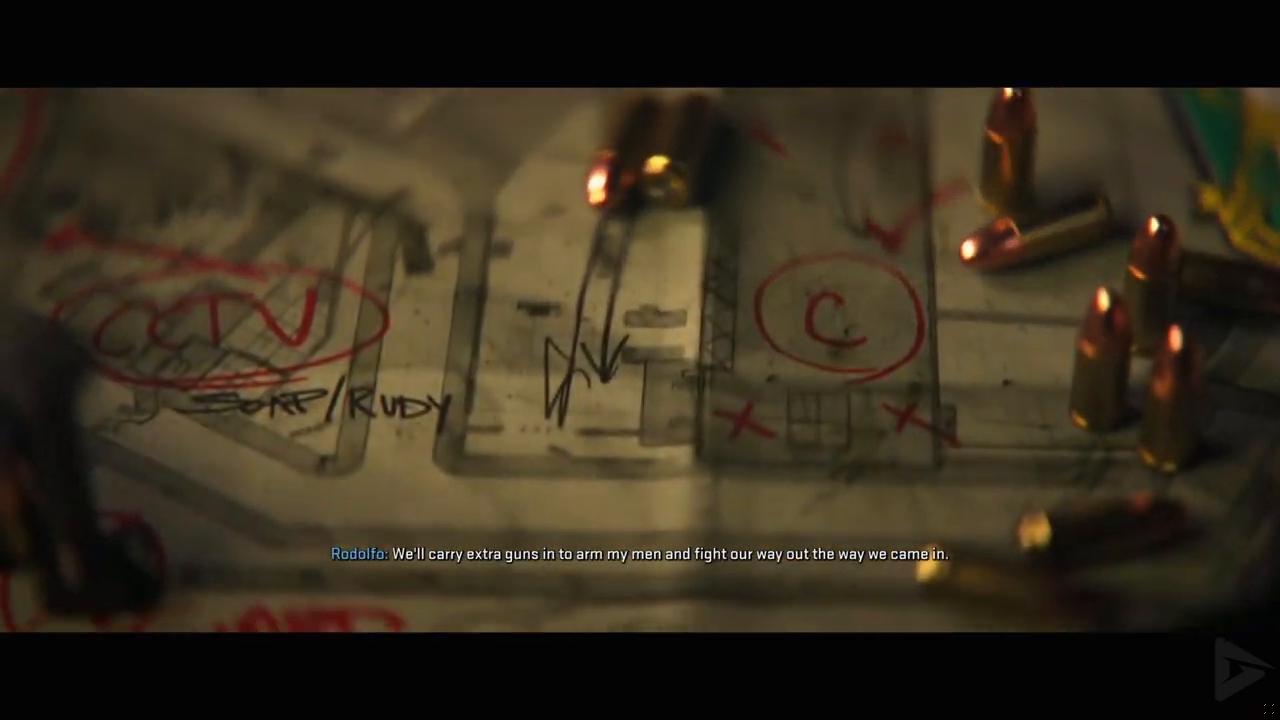 CCTV
C
SOAP/RUDY
Rodolfo: We'll carry extra guns in to arm my men and fight our way out the way we came in.